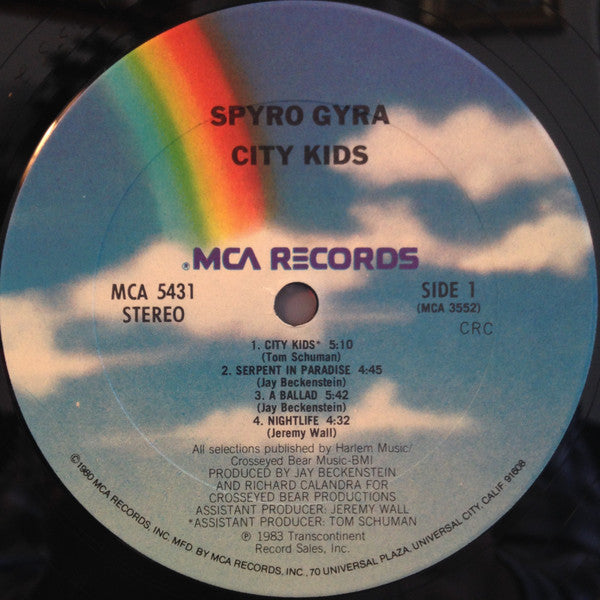 SPYRO GYRA
CITY KIDS
®MCA RECORDS
MCA 5431
STEREO
SIDE 1
(MCA 3552)
CRC
1. CITY KIDS* 5:10
(Tom Schuman)
2. SERPENT IN PARADISE 4:45
(Jay Beckenstein)
3. A BALLAD 5:42
(Jay Beckenstein)
4. NIGHTLIFE 4:32
(Jeremy Wall)
All selections published by Harlem Music/
Crosseyed Bear Music-BMI
PRODUCED BY JAY BECKENSTEIN
AND RICHARD CALANDRA FOR
CROSSEYED BEAR PRODUCTIONS
ASSISTANT PRODUCER: JEREMY WALL
*ASSISTANT PRODUCER: TOM SCHUMAN
℗ 1983 Transcontinent
Record Sales, Inc.
©1980 MCA RECORDS, INC. MFD. BY MCA RECORDS, INC., 70 UNIVERSAL PLAZA, UNIVERSAL CITY, CALIF. 91608